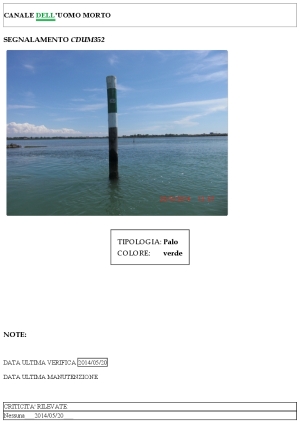 CANALE DELL'UOMO MORTO
SEGNALAMENTO CDUM352
TIPOLOGIA: Palo
COLORE: verde
NOTE:
DATA ULTIMA VERIFICA 2014/05/20
DATA ULTIMA MANUTENZIONE
CRITICITA' RILEVATE
Nessuna 2014/05/20